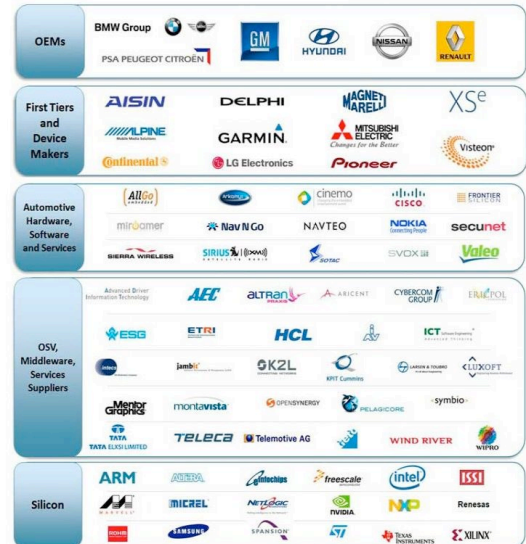 OEMs
BMW Group
GM
HYUNDAI
NISSAN
RENAULT
PSA PEUGEOT CITROËN
First Tiers
and
Device
Makers
AISIN
DELPHI
MAGNETI
MARELLI
XSe
ALPINE
GARMIN
MITSUBISHI
ELECTRIC
Changes for the Better
Visteon
Continental
LG Electronics
Pioneer
Automotive
Hardware,
Software
and Services
AllGo
cinemo
CISCO
FRONTIER
SILICON
miroamer
Nav N Go
NAVTEQ
NOKIA
Connecting People
secunet
SIERRA WIRELESS
SIRIUS (((XM)))
SATELLITE RADIO
SVOX
Valeo
OSV,
Middleware,
Services
Suppliers
Advanced Driver
Information Technology
AEC
ALTRAN
ARICENT
CYBERCOM
GROUP
ERICPOL
ESG
ETRI
HCL
ICT
jambit
K2L
KPIT Cummins
LARSEN & TOUBRO
LUXOFT
Mentor
Graphics
montavista
OPENSYNERGY
PELAGICORE
symbio
TATA
TATA ELXSI LIMITED
TELECA
Telemotive AG
WIND RIVER
WIPRO
Silicon
ARM
ALTERA
infochips
freescale
intel
ISSI
MARVELL
MICREL
NETLOGIC
NVIDIA
NXP
Renesas
ROHM
SAMSUNG
SPANSION
ST
TEXAS
INSTRUMENTS
XILINX